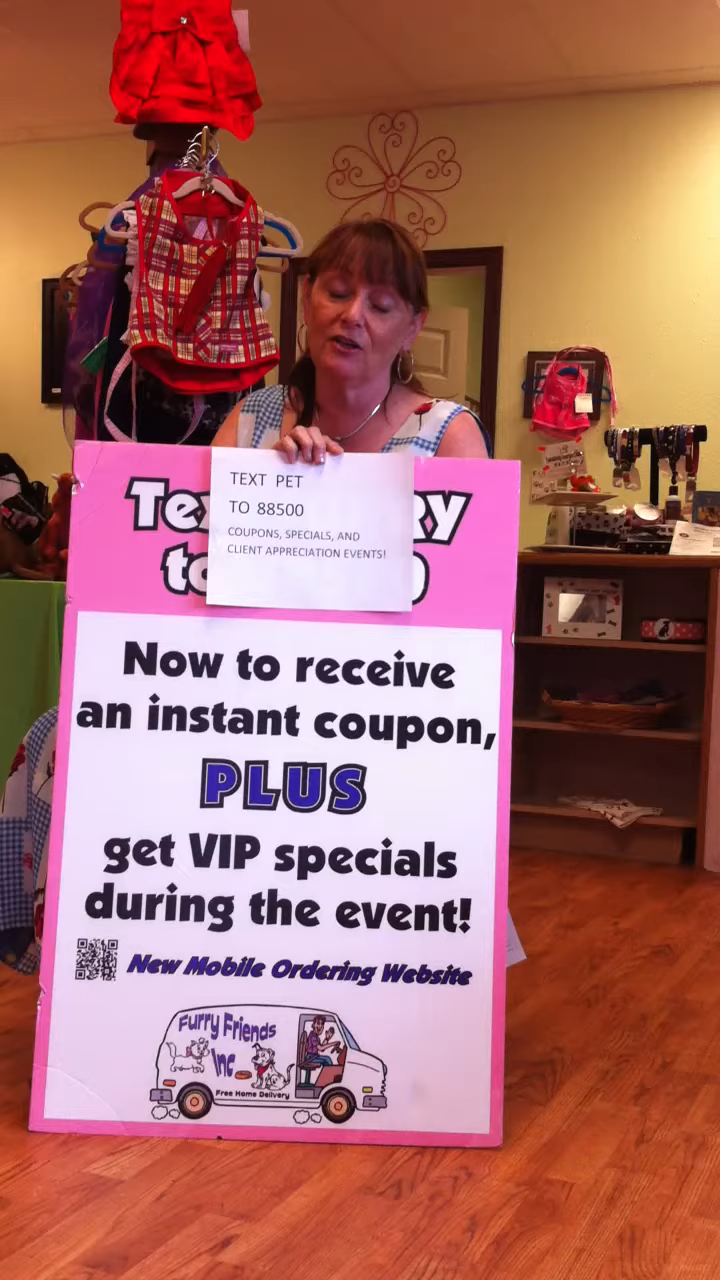 TEXT PET
TO 88500
COUPONS, SPECIALS, AND
CLIENT APPRECIATION EVENTS!
Now to receive
an instant coupon,
PLUS
get VIP specials
during the event!
New Mobile Ordering Website
Furry Friends
Inc
Free Home Delivery